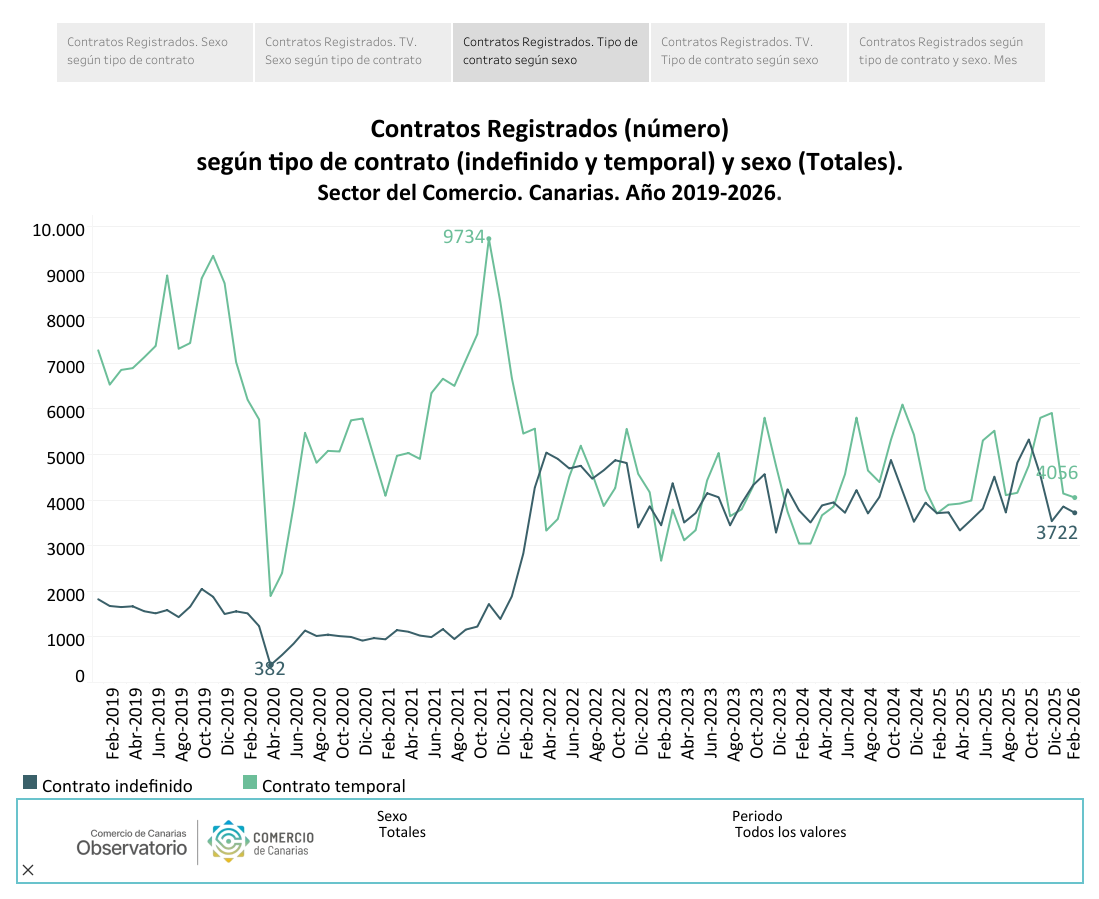 Contratos Registrados. Sexo
según tipo de contrato
Contratos Registrados. TV.
Sexo según tipo de contrato
Contratos Registrados. Tipo de
contrato según sexo
Contratos Registrados. TV.
Tipo de contrato según sexo
Contratos Registrados según
tipo de contrato y sexo. Mes
Contratos Registrados (número)
según tipo de contrato (indefinido y temporal) y sexo (Totales).
Sector del Comercio. Canarias. Año 2019-2026.
10.000
9000
8000
7000
6000
5000
4000
3000
2000
1000
0
9734
4056
3722
382
Feb-2019
Abr-2019
Jun-2019
Ago-2019
Oct-2019
Dic-2019
Feb-2020
Abr-2020
Jun-2020
Ago-2020
Oct-2020
Dic-2020
Feb-2021
Abr-2021
Jun-2021
Ago-2021
Oct-2021
Dic-2021
Feb-2022
Abr-2022
Jun-2022
Ago-2022
Oct-2022
Dic-2022
Feb-2023
Abr-2023
Jun-2023
Ago-2023
Oct-2023
Dic-2023
Feb-2024
Abr-2024
Jun-2024
Ago-2024
Oct-2024
Dic-2024
Feb-2025
Abr-2025
Jun-2025
Ago-2025
Oct-2025
Dic-2025
Feb-2026
Contrato indefinido
Contrato temporal
Comercio de Canarias
Observatorio
COMERCIO
de Canarias
Sexo
Totales
Periodo
Todos los valores